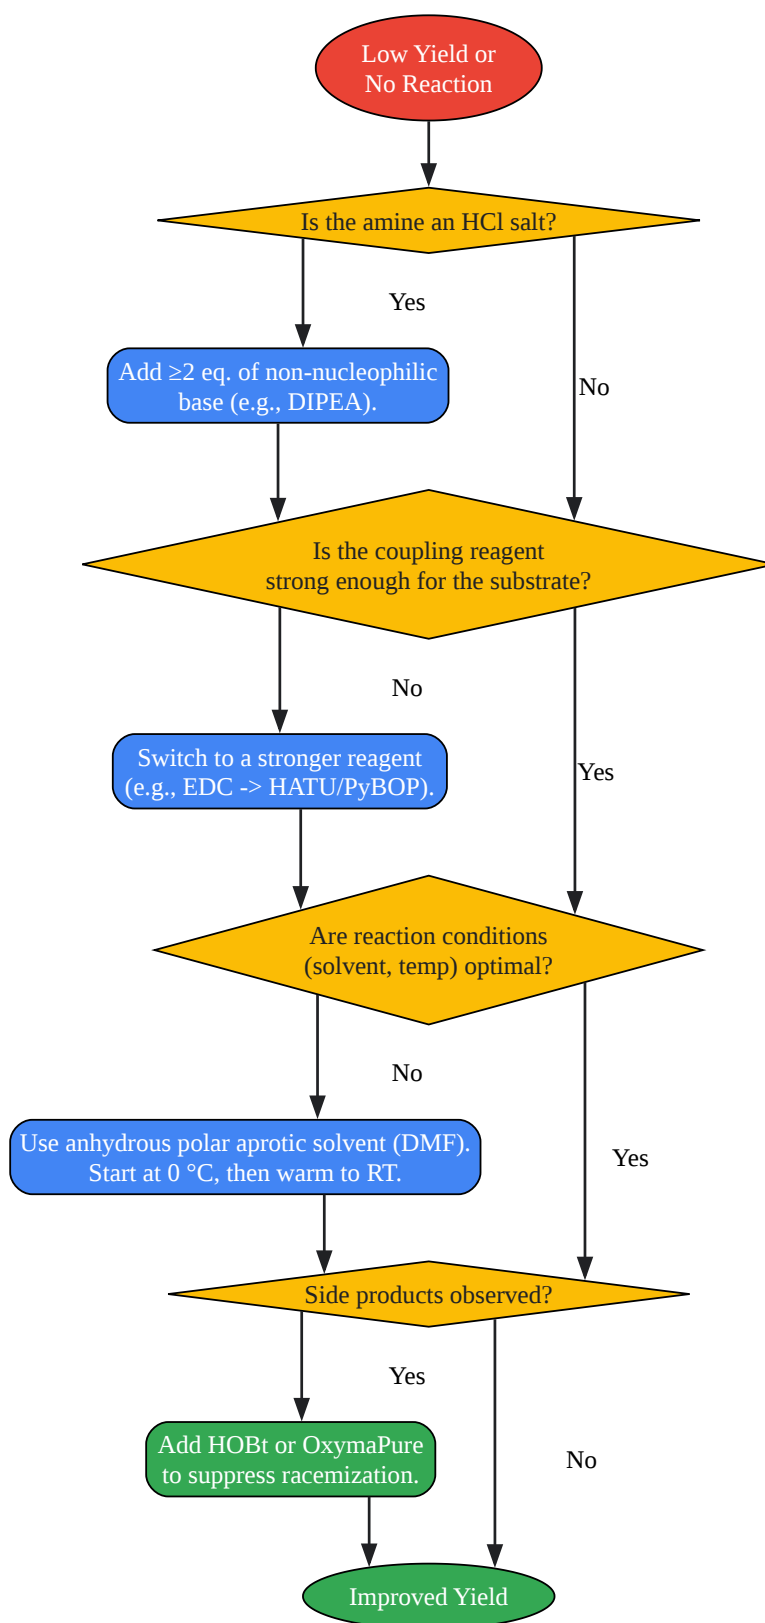 Low Yield or
No Reaction
Is the amine an HCl salt?
Yes
Add ≥2 eq. of non-nucleophilic
base (e.g., DIPEA).
No
Is the coupling reagent
strong enough for the substrate?
No
Switch to a stronger reagent
(e.g., EDC -> HATU/PyBOP).
Yes
Are reaction conditions
(solvent, temp) optimal?
No
Use anhydrous polar aprotic solvent (DMF).
Start at 0 °C, then warm to RT.
Yes
Side products observed?
Yes
Add HOBt or OxymaPure
to suppress racemization.
No
Improved Yield